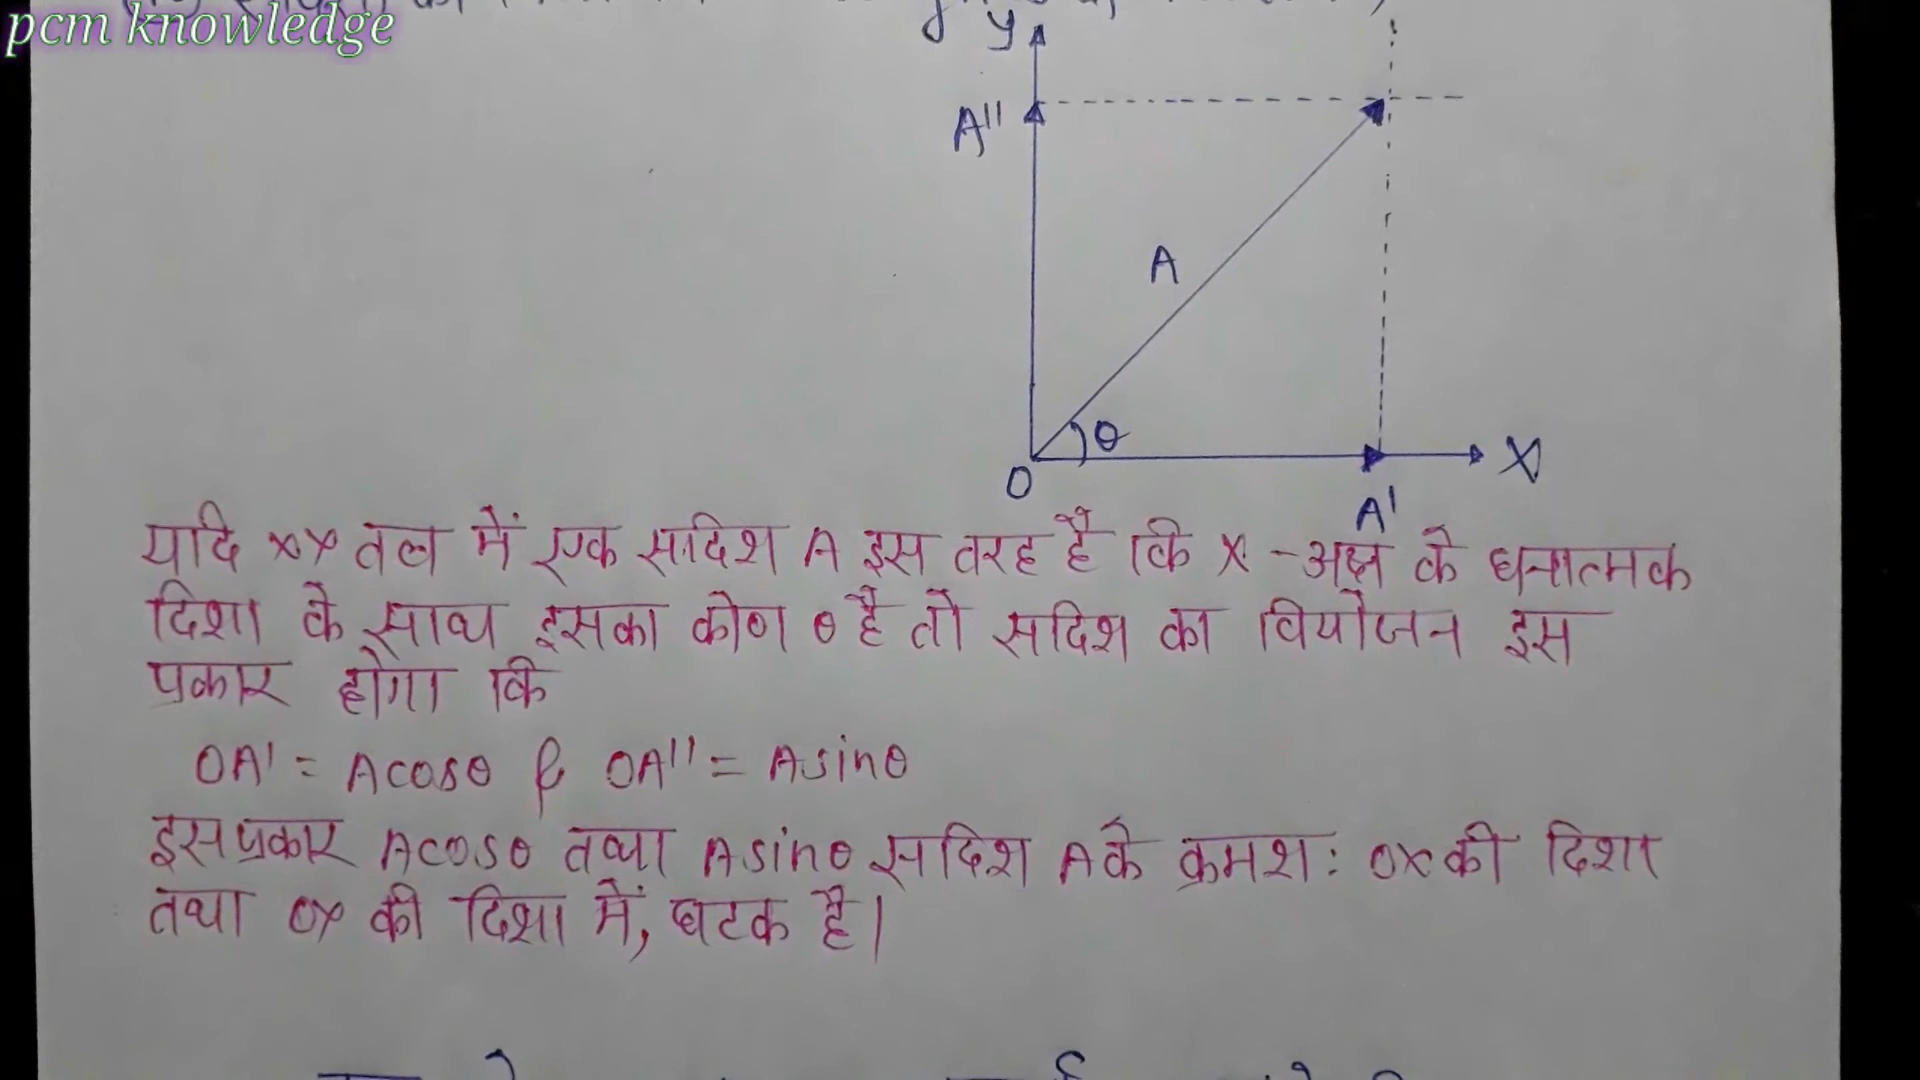 pcm knowledge
y
A"
A
θ
O
X
A'
यदि XY तल में एक सदिश A इस तरह है कि X-अक्ष के धनात्मक
दिशा के साथ इसका कोण θ है तो सदिश का वियोजन इस
प्रकार होगा कि
OA' = Acosθ & OA" = Asinθ
इसप्रकार Acosθ तथा Asinθ सदिश A के क्रमश: OX की दिशा
तथा OY की दिशा में, घटक है।